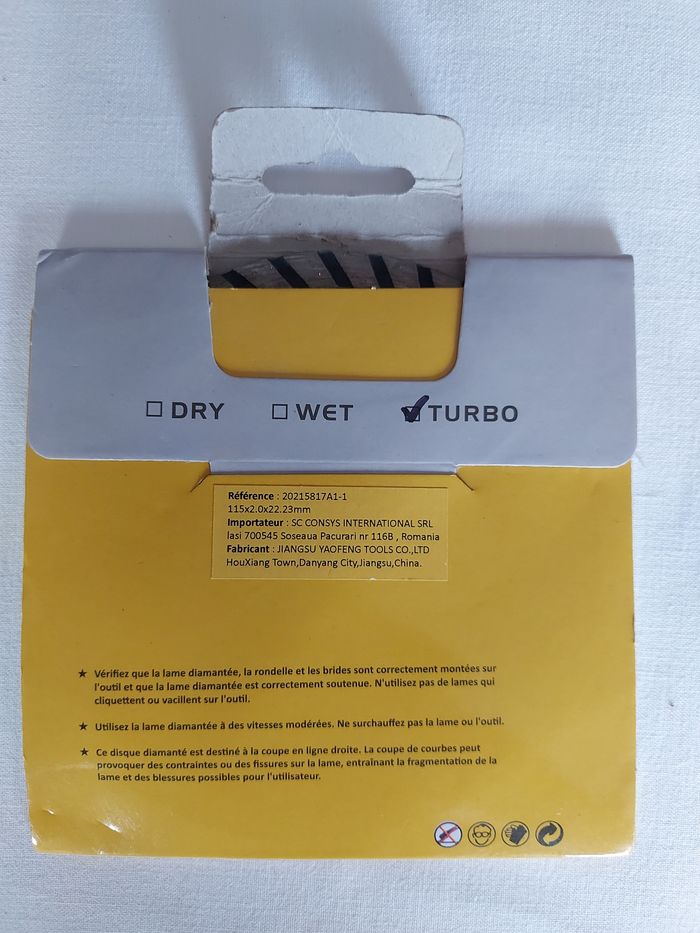 DRY WET TURBO
Référence : 20215817A1-1
115x2.0x22.23mm
Importateur : SC CONSYS INTERNATIONAL SRL
Iasi 700545 Soseaua Pacurari nr 116B , Romania
Fabricant : JIANGSU YAOFENG TOOLS CO.,LTD
HouXiang Town,Danyang City,Jiangsu,China.
★ Vérifiez que la lame diamantée, la rondelle et les brides sont correctement montées sur
l'outil et que la lame diamantée est correctement soutenue. N'utilisez pas de lames qui
cliquettent ou vacillent sur l'outil.
★ Utilisez la lame diamantée à des vitesses modérées. Ne surchauffez pas la lame ou l'outil.
★ Ce disque diamanté est destiné à la coupe en ligne droite. La coupe de courbes peut
provoquer des contraintes ou des fissures sur la lame, entraînant la fragmentation de la
lame et des blessures possibles pour l'utilisateur.